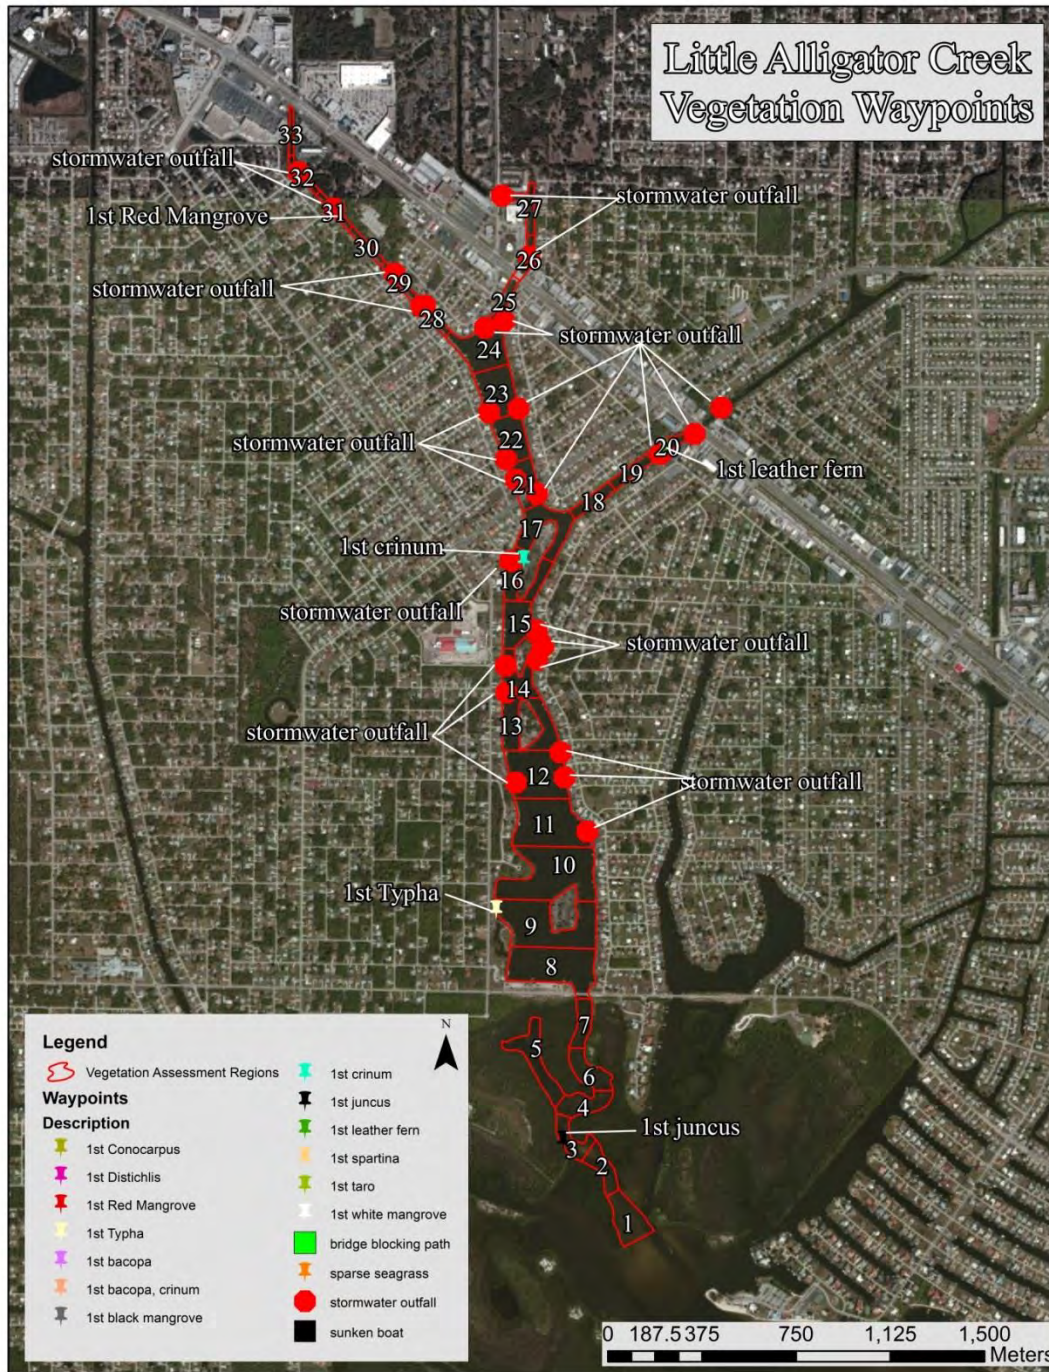 Little Alligator Creek
Vegetation Waypoints
33
stormwater outfall
32
27
stormwater outfall
31
1st Red Mangrove
30
26
29
stormwater outfall
28
25
stormwater outfall
24
23
stormwater outfall
22
20
1st leather fern
19
21
18
17
1st crinum
16
stormwater outfall
15
stormwater outfall
14
13
stormwater outfall
12
stormwater outfall
11
10
1st Typha
9
8
7
5
6
4
1st juncus
3
2
1
Legend
Vegetation Assessment Regions
Waypoints
Description
1st Conocarpus
1st Distichlis
1st Red Mangrove
1st Typha
1st bacopa
1st bacopa, crinum
1st black mangrove
N
1st crinum
1st juncus
1st leather fern
1st spartina
1st taro
1st white mangrove
bridge blocking path
sparse seagrass
stormwater outfall
sunken boat
0 187.5 375 750 1,125 1,500
Meters